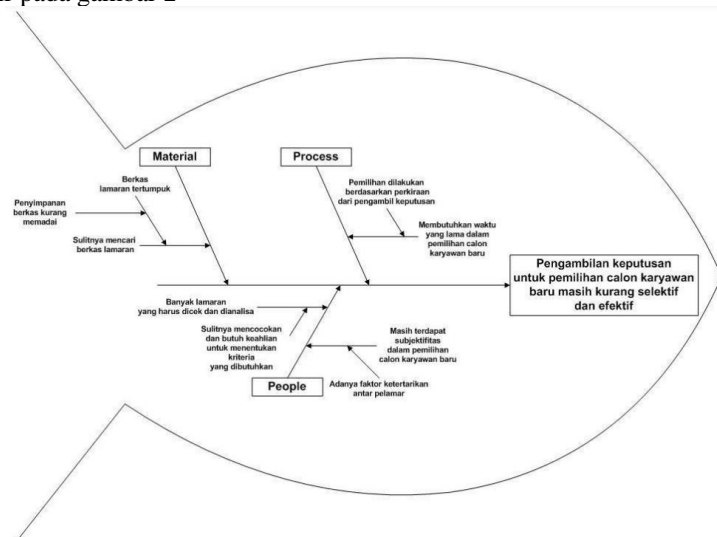 pada gambar 2
Material
Process
Berkas
lamaran tertumpuk
Penyimpanan
berkas kurang
memadai
Sulitnya mencari
berkas lamaran
Pemilihan dilakukan
berdasarkan perkiraan
dari pengambil keputusan
Membutuhkan waktu
yang lama dalam
pemilihan calon
karyawan baru
Pengambilan keputusan
untuk pemilihan calon karyawan
baru masih kurang selektif
dan efektif
Banyak lamaran
yang harus dicek dan dianalisa
Sulitnya mencocokan
dan butuh keahlian
untuk menentukan
kriteria
yang dibutuhkan
Masih terdapat
subjektifitas
dalam pemilihan
calon karyawan baru
People
Adanya faktor ketertarikan
antar pelamar